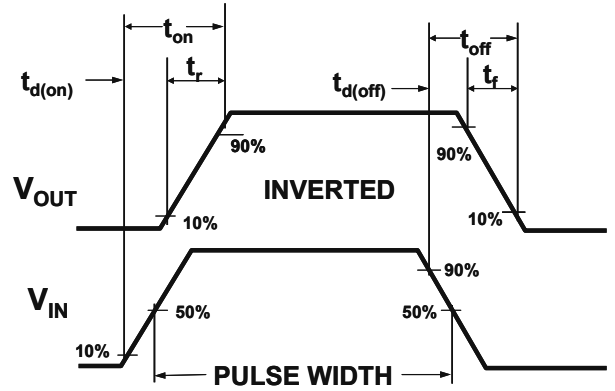 t_on
t_off
t_d(on)
t_r
t_d(off)
t_f
90%
90%
V_OUT
INVERTED
10%
10%
90%
V_IN
50%
50%
10%
PULSE WIDTH